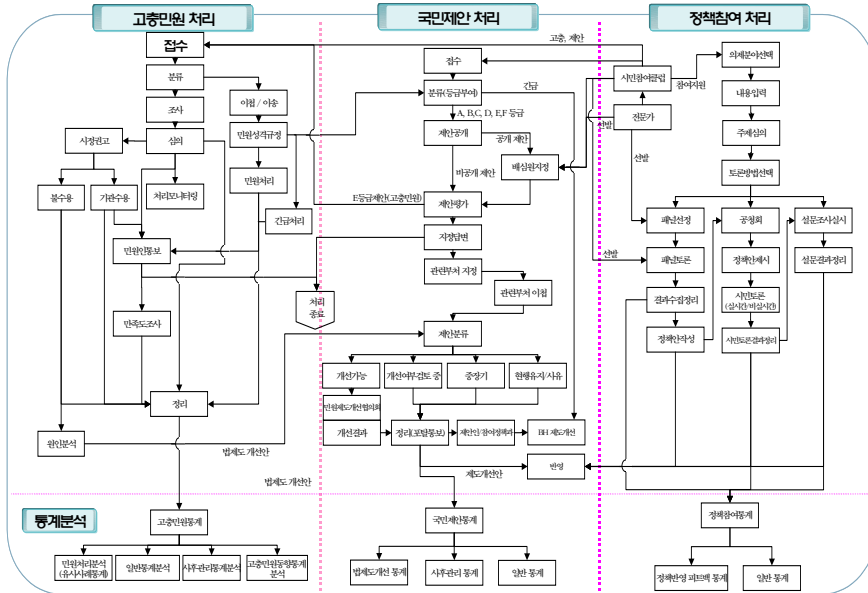 고충민원 처리
국민제안 처리
정책참여 처리
접수
분류
조사
심의
이첩 / 이송
민원성격규정
민원처리
긴급처리
시정권고
불수용
기관수용
처리모니터링
민원인통보
만족도조사
정리
원인분석
처리
종료
법제도 개선안
법제도 개선안
접수
분류(등급부여)
긴급
A, B,C, D, E,F 등급
제안공개
공개 제안
비공개 제안
배심원지정
E등급제안(고충민원)
제안평가
지정답변
관련부처 지정
관련부처 이첩
제안분류
개선가능
개선여부검토 중
중장기
현행유지/사유
민원제도개선협의회
개선결과
정리(포탈통보)
제안인/참여정책과
BH 제도개선
제도개선안
반영
고충, 제안
시민참여클럽
참여지원
전문가
선발
선발
선발
의제분야선택
내용입력
주제심의
토론방법선택
패널선정
공청회
설문조사실시
패널토론
정책안제시
설문결과정리
결과수집정리
시민토론
(실시간/비실시간)
정책안작성
시민토론결과정리
통계분석
고충민원통계
민원처리분석
(유사사례통계)
일반통계분석
사후관리통계분석
고충민원동향통계
분석
국민제안통계
법제도개선 통계
사후관리 통계
일반 통계
정책참여통계
정책반영 피드백 통계
일반 통계